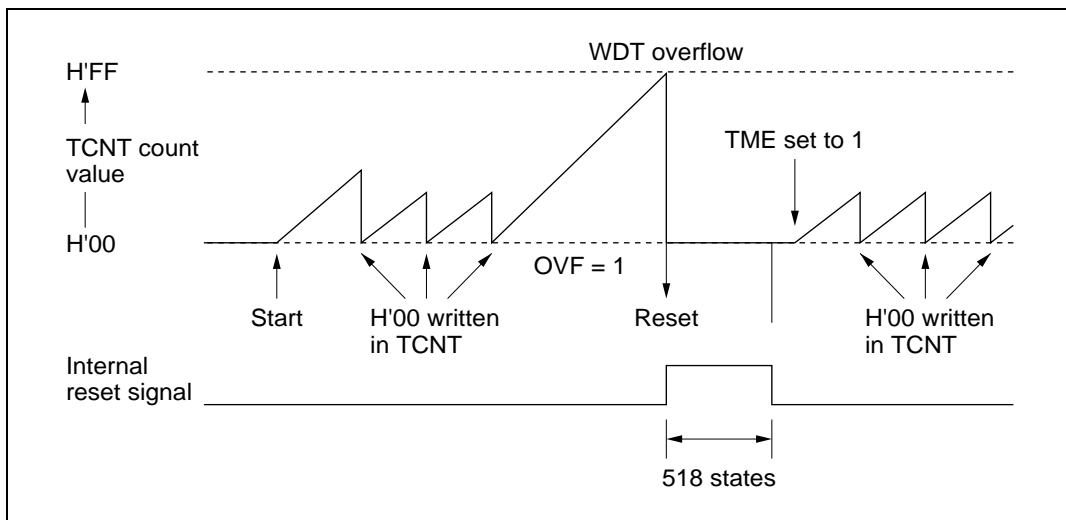 WDT overflow
H'FF
TCNT count
value
TME set to 1
H'00
OVF = 1
Start
H'00 written
in TCNT
Reset
H'00 written
in TCNT
Internal
reset signal
518 states